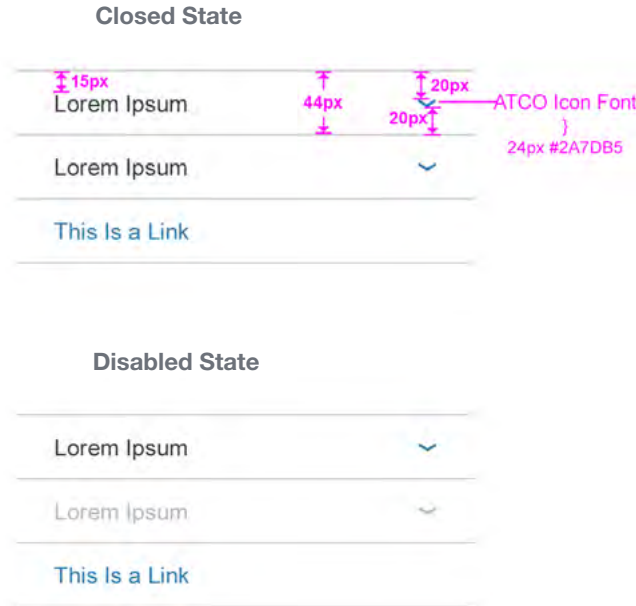 Closed State
15px
20px
Lorem Ipsum
44px
ATCO Icon Font
20px
}
24px #2A7DB5
Lorem Ipsum
This Is a Link
Disabled State
Lorem Ipsum
Lorem Ipsum
This Is a Link